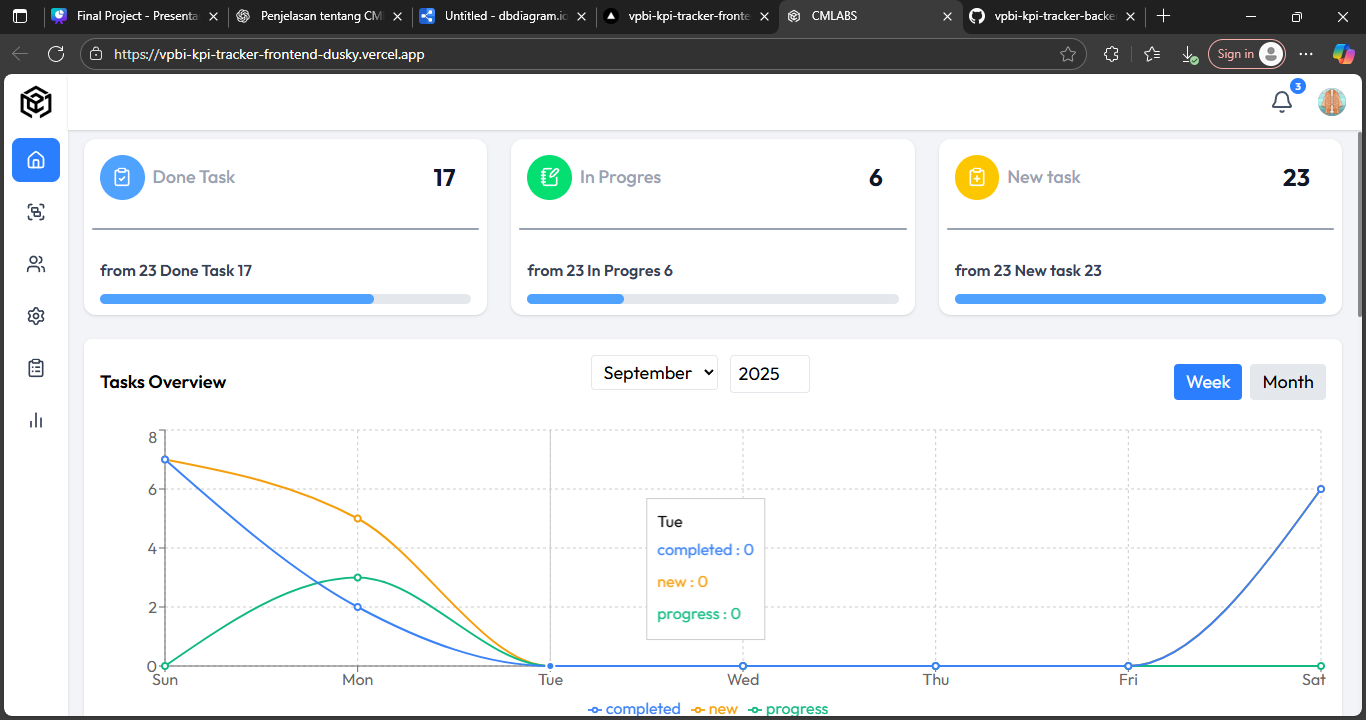 Final Project - Presenta
Penjelasan tentang CM
Untitled - dbdiagram.io
vpbi-kpi-tracker-fronte
CMLABS
vpbi-kpi-tracker-backe
https://vpbi-kpi-tracker-frontend-dusky.vercel.app
Sign in
3
Done Task 17
In Progres 6
New task 23
from 23 Done Task 17
from 23 In Progres 6
from 23 New task 23
Tasks Overview
September
2025
Week
Month
8
6
4
2
0
Tue
completed : 0
new : 0
progress : 0
Sun Mon Tue Wed Thu Fri Sat
completed new progress